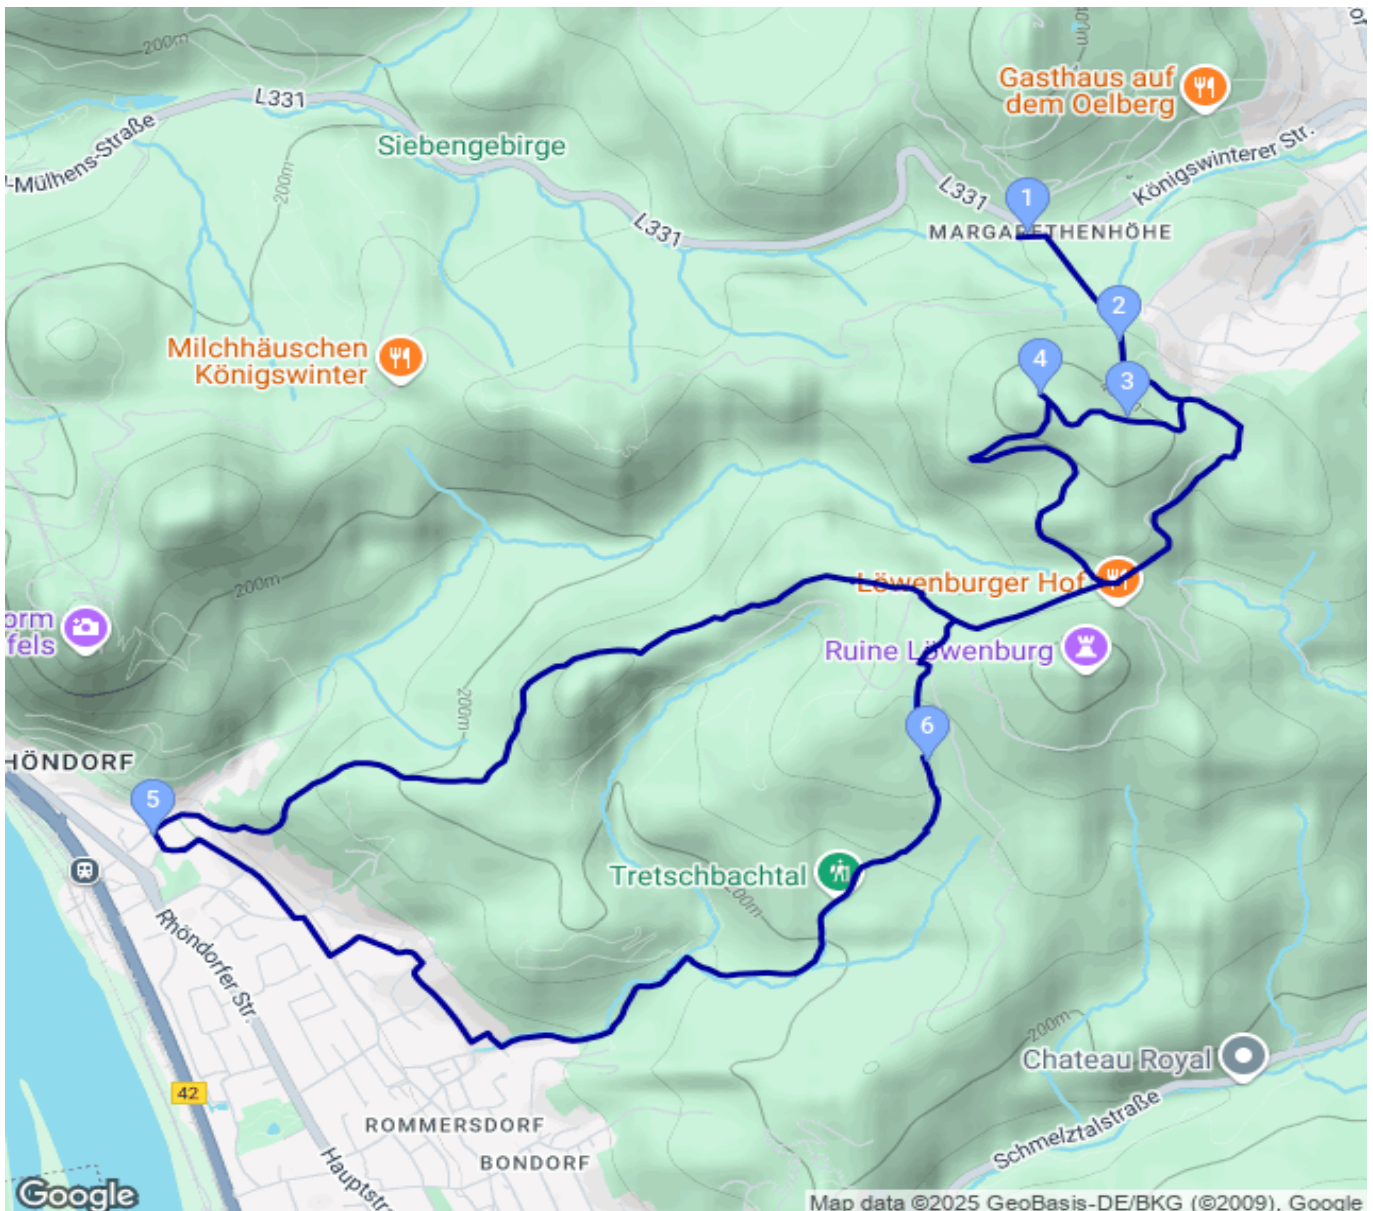 200m
L331
-Mülhens-Straße
200m
Siebengebirge
L331
Gasthaus auf
dem Oelberg
Königswinterer Str.
L331
1
MARGARETHENHÖHE
2
Milchhäuschen
Königswinter
4
3
200m
Löwenburger Hof
orm
fels
Ruine Löwenburg
200m
6
HÖNDORF
5
Tretschbachtal
200m
Rhöndorfer Str.
200m
Chateau Royal
42
ROMMERSDORF
Schmelztalstraße
BONDORF
Hauptstr
Google
Map data ©2025 GeoBasis-DE/BKG (©2009), Google